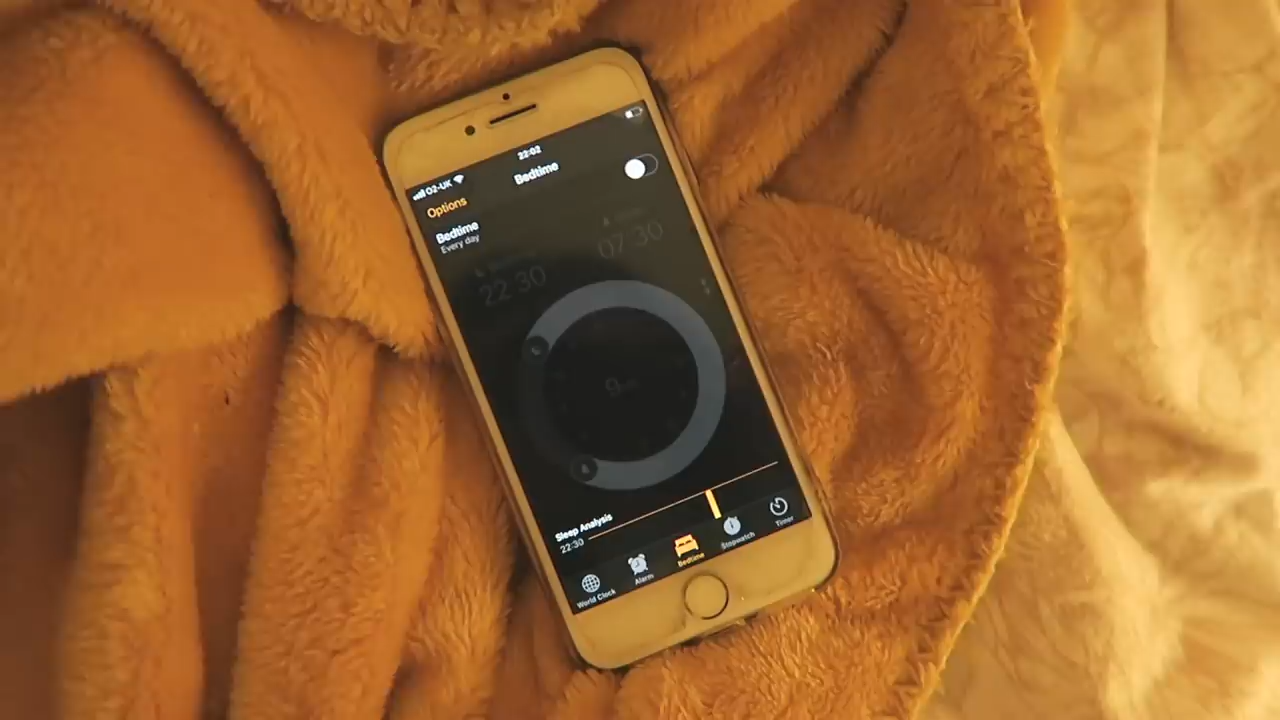 O2-UK
22:02
Options
Bedtime
Bedtime
Every day
22:30
07:30
9
Sleep Analysis
22:30
World Clock
Alarm
Bedtime
Stopwatch
Timer